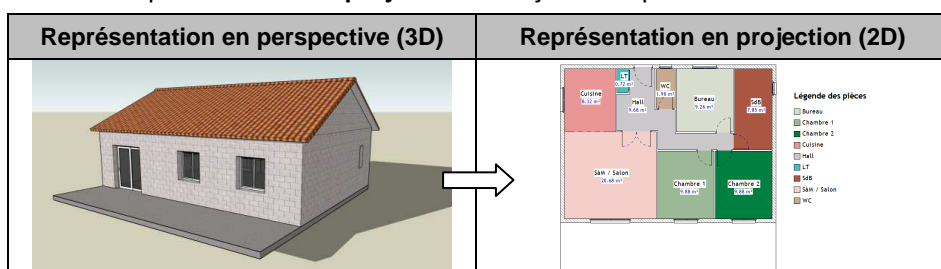 Représentation en perspective (3D)
Représentation en projection (2D)
Cuisine
8.32 m²
LT
0.72 m²
Hall
9.68 m²
WC
1.90 m²
Bureau
9.26 m²
SdB
7.85 m²
SàM / Salon
20.68 m²
Chambre 1
9.88 m²
Chambre 2
9.88 m²
Légende des pièces
Bureau
Chambre 1
Chambre 2
Cuisine
Hall
LT
SdB
SàM / Salon
WC